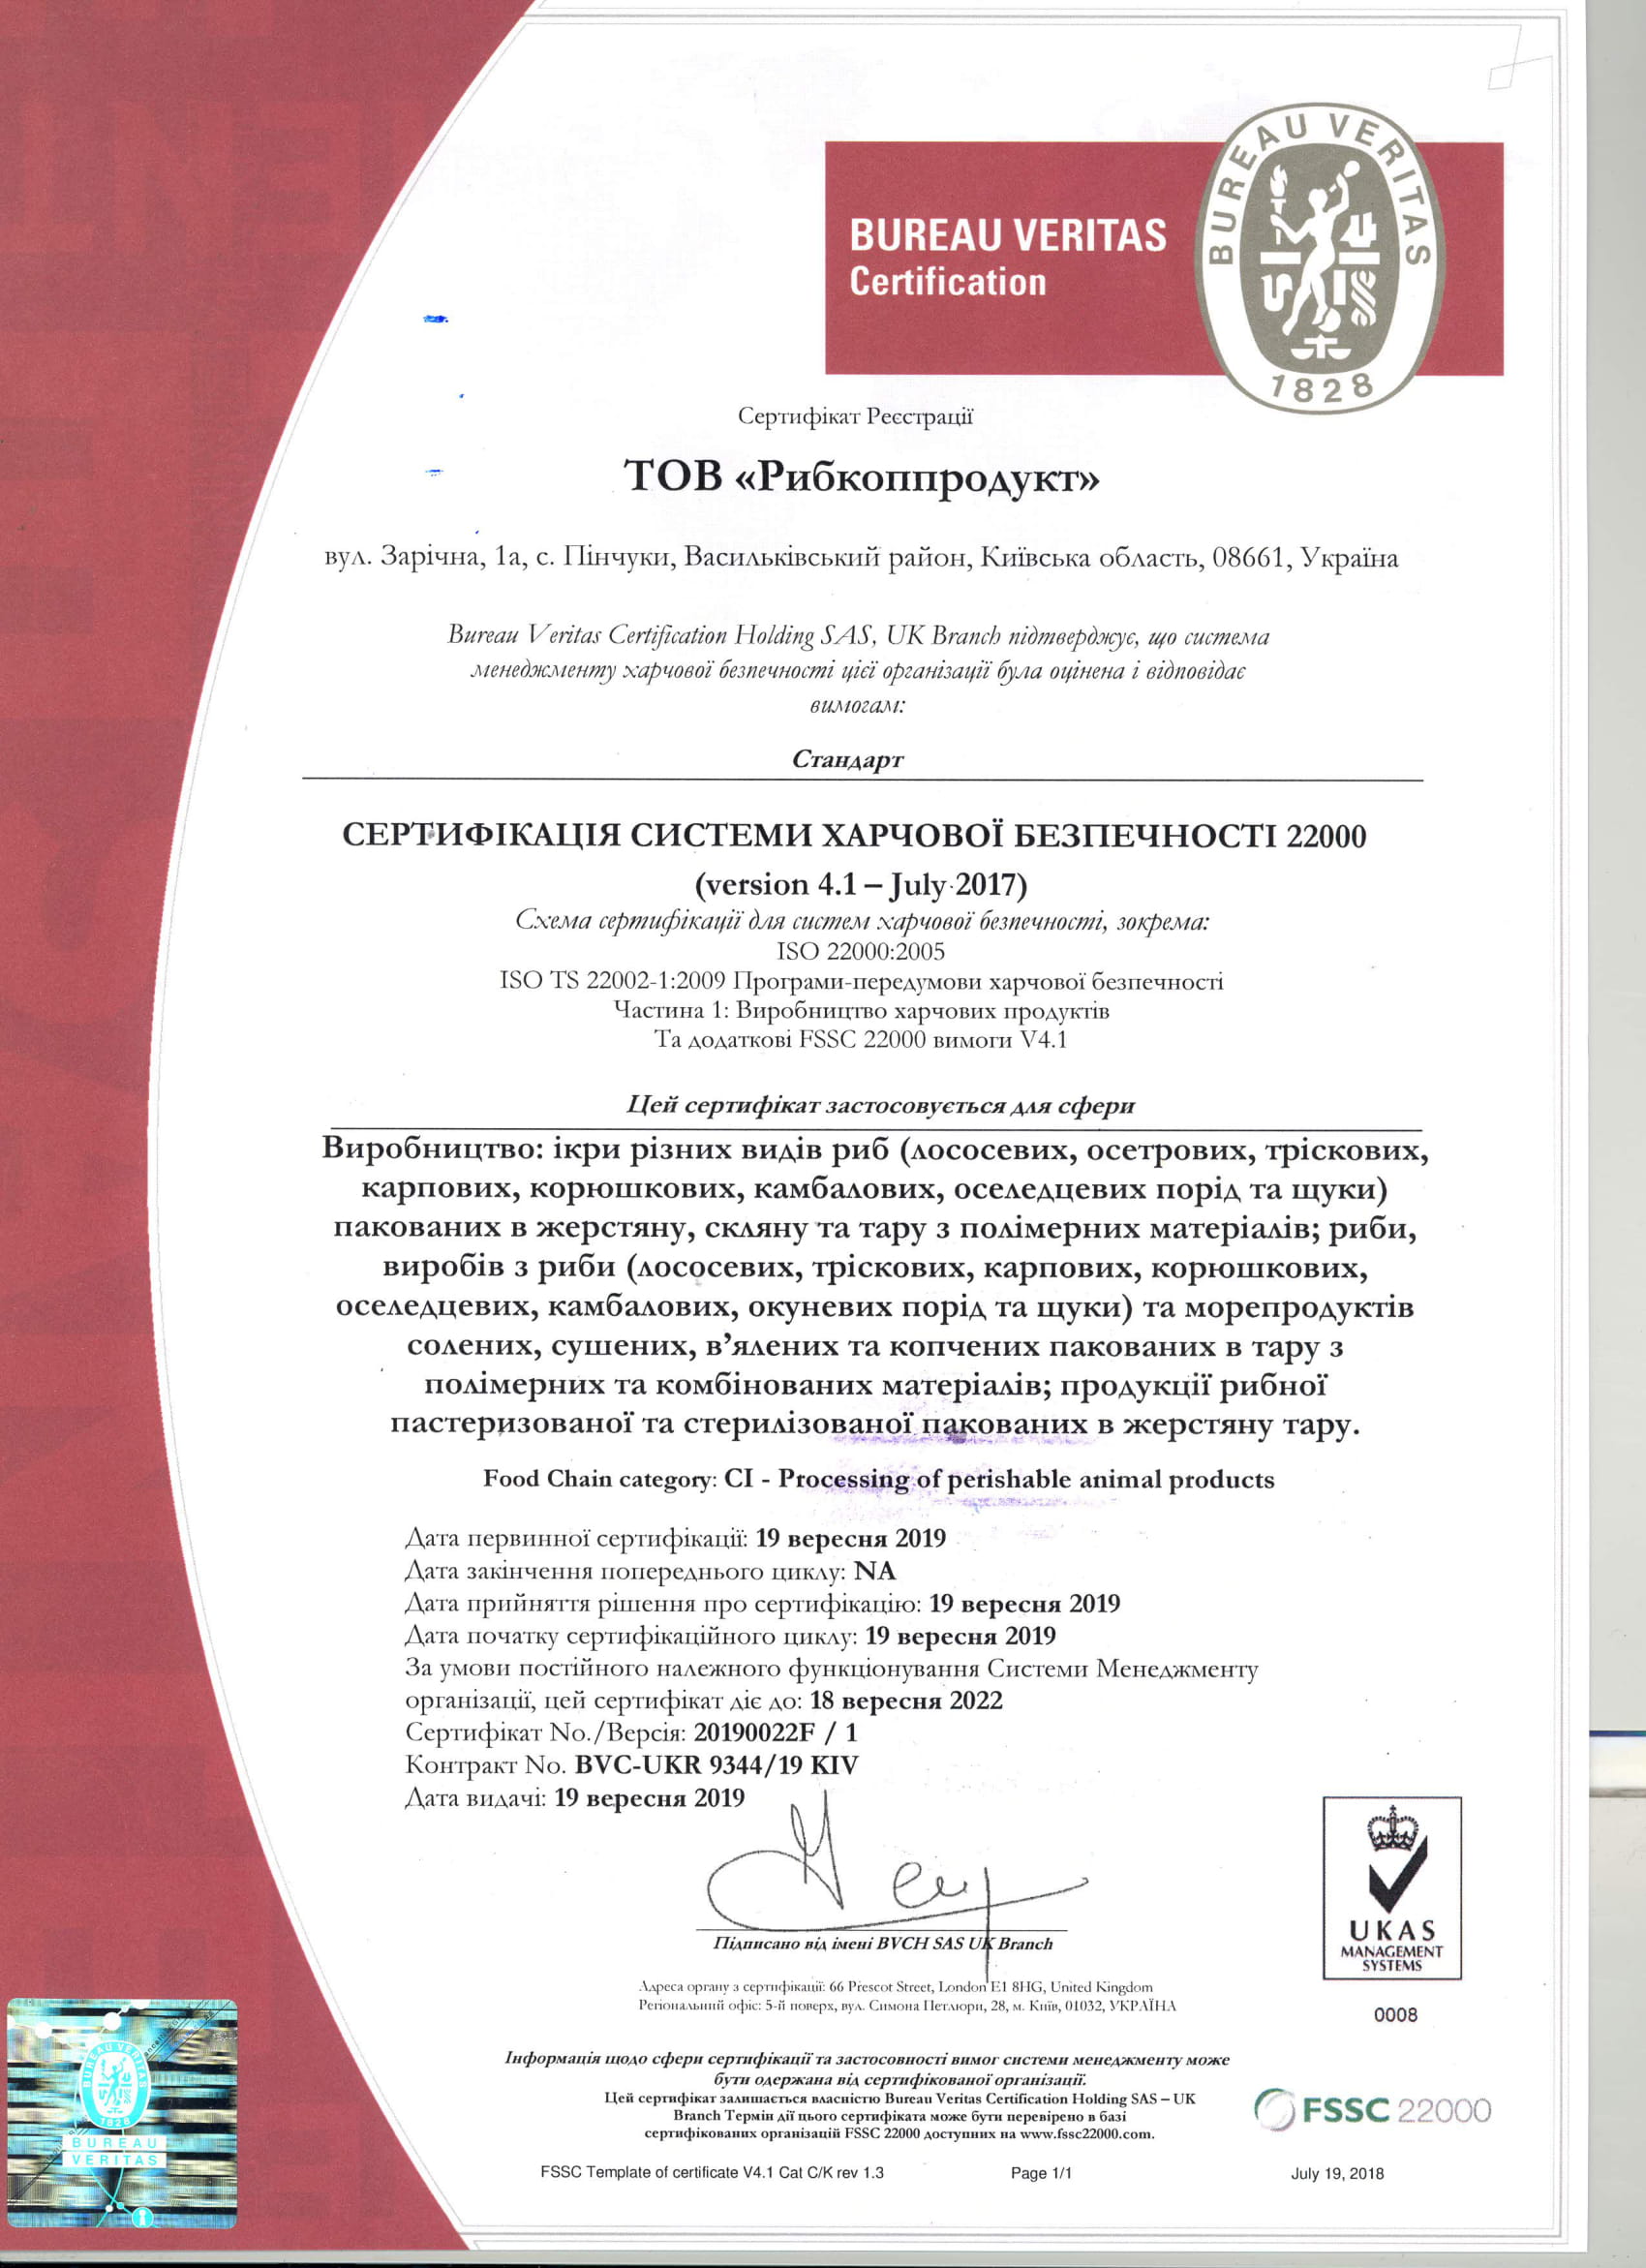 BUREAU VERITAS
Certification
BUREAU VERITAS
1828
Сертифікат Реєстрації
ТОВ «Рибкоппродукт»
вул. Зарічна, 1а, с. Пінчуки, Васильківський район, Київська область, 08661, Україна
Bureau Veritas Certification Holding SAS, UK Branch підтверджує, що система
менеджменту харчової безпечності цієї організації була оцінена і відповідає
вимогам:
Стандарт
СЕРТИФІКАЦІЯ СИСТЕМИ ХАРЧОВОЇ БЕЗПЕЧНОСТІ 22000
(version 4.1 – July 2017)
Схема сертифікації для систем харчової безпечності, зокрема:
ISO 22000:2005
ISO TS 22002-1:2009 Програми-передумови харчової безпечності
Частина 1: Виробництво харчових продуктів
Та додаткові FSSC 22000 вимоги V4.1
Цей сертифікат застосовується для сфери
Виробництво: ікри різних видів риб (лососевих, осетрових, тріскових,
карпових, корюшкових, камбалових, оселедцевих порід та щуки)
пакованих в жерстяну, скляну та тару з полімерних матеріалів; риби,
виробів з риби (лососевих, тріскових, карпових, корюшкових,
оселедцевих, камбалових, окуневих порід та щуки) та морепродуктів
солених, сушених, в’ялених та копчених пакованих в тару з
полімерних та комбінованих матеріалів; продукції рибної
пастеризованої та стерилізованої пакованих в жерстяну тару.
Food Chain category: CI - Processing of perishable animal products
Дата первинної сертифікації: 19 вересня 2019
Дата закінчення попереднього циклу: NA
Дата прийняття рішення про сертифікацію: 19 вересня 2019
Дата початку сертифікаційного циклу: 19 вересня 2019
За умови постійного належного функціонування Системи Менеджменту
організації, цей сертифікат діє до: 18 вересня 2022
Сертифікат No./Версія: 20190022F / 1
Контракт No. BVC-UKR 9344/19 KIV
Дата видачі: 19 вересня 2019
Підписано від імені BVCH SAS UK Branch
Адреса органу з сертифікації: 66 Prescot Street, London E1 8HG, United Kingdom
Регіональний офіс: 5-й поверх, вул. Симона Петлюри, 28, м. Київ, 01032, УКРАЇНА
UKAS
MANAGEMENT
SYSTEMS
0008
Інформація щодо сфери сертифікації та застосовності вимог системи менеджменту може
бути одержана від сертифікованої організації.
Цей сертифікат залишається власністю Bureau Veritas Certification Holding SAS – UK
Branch Термін дії цього сертифіката може бути перевірено в базі
сертифікованих організацій FSSC 22000 доступних на www.fssc22000.com.
FSSC 22000
BUREAU VERITAS
1828
BUREAU
VERITAS
FSSC Template of certificate V4.1 Cat C/K rev 1.3
Page 1/1
July 19, 2018